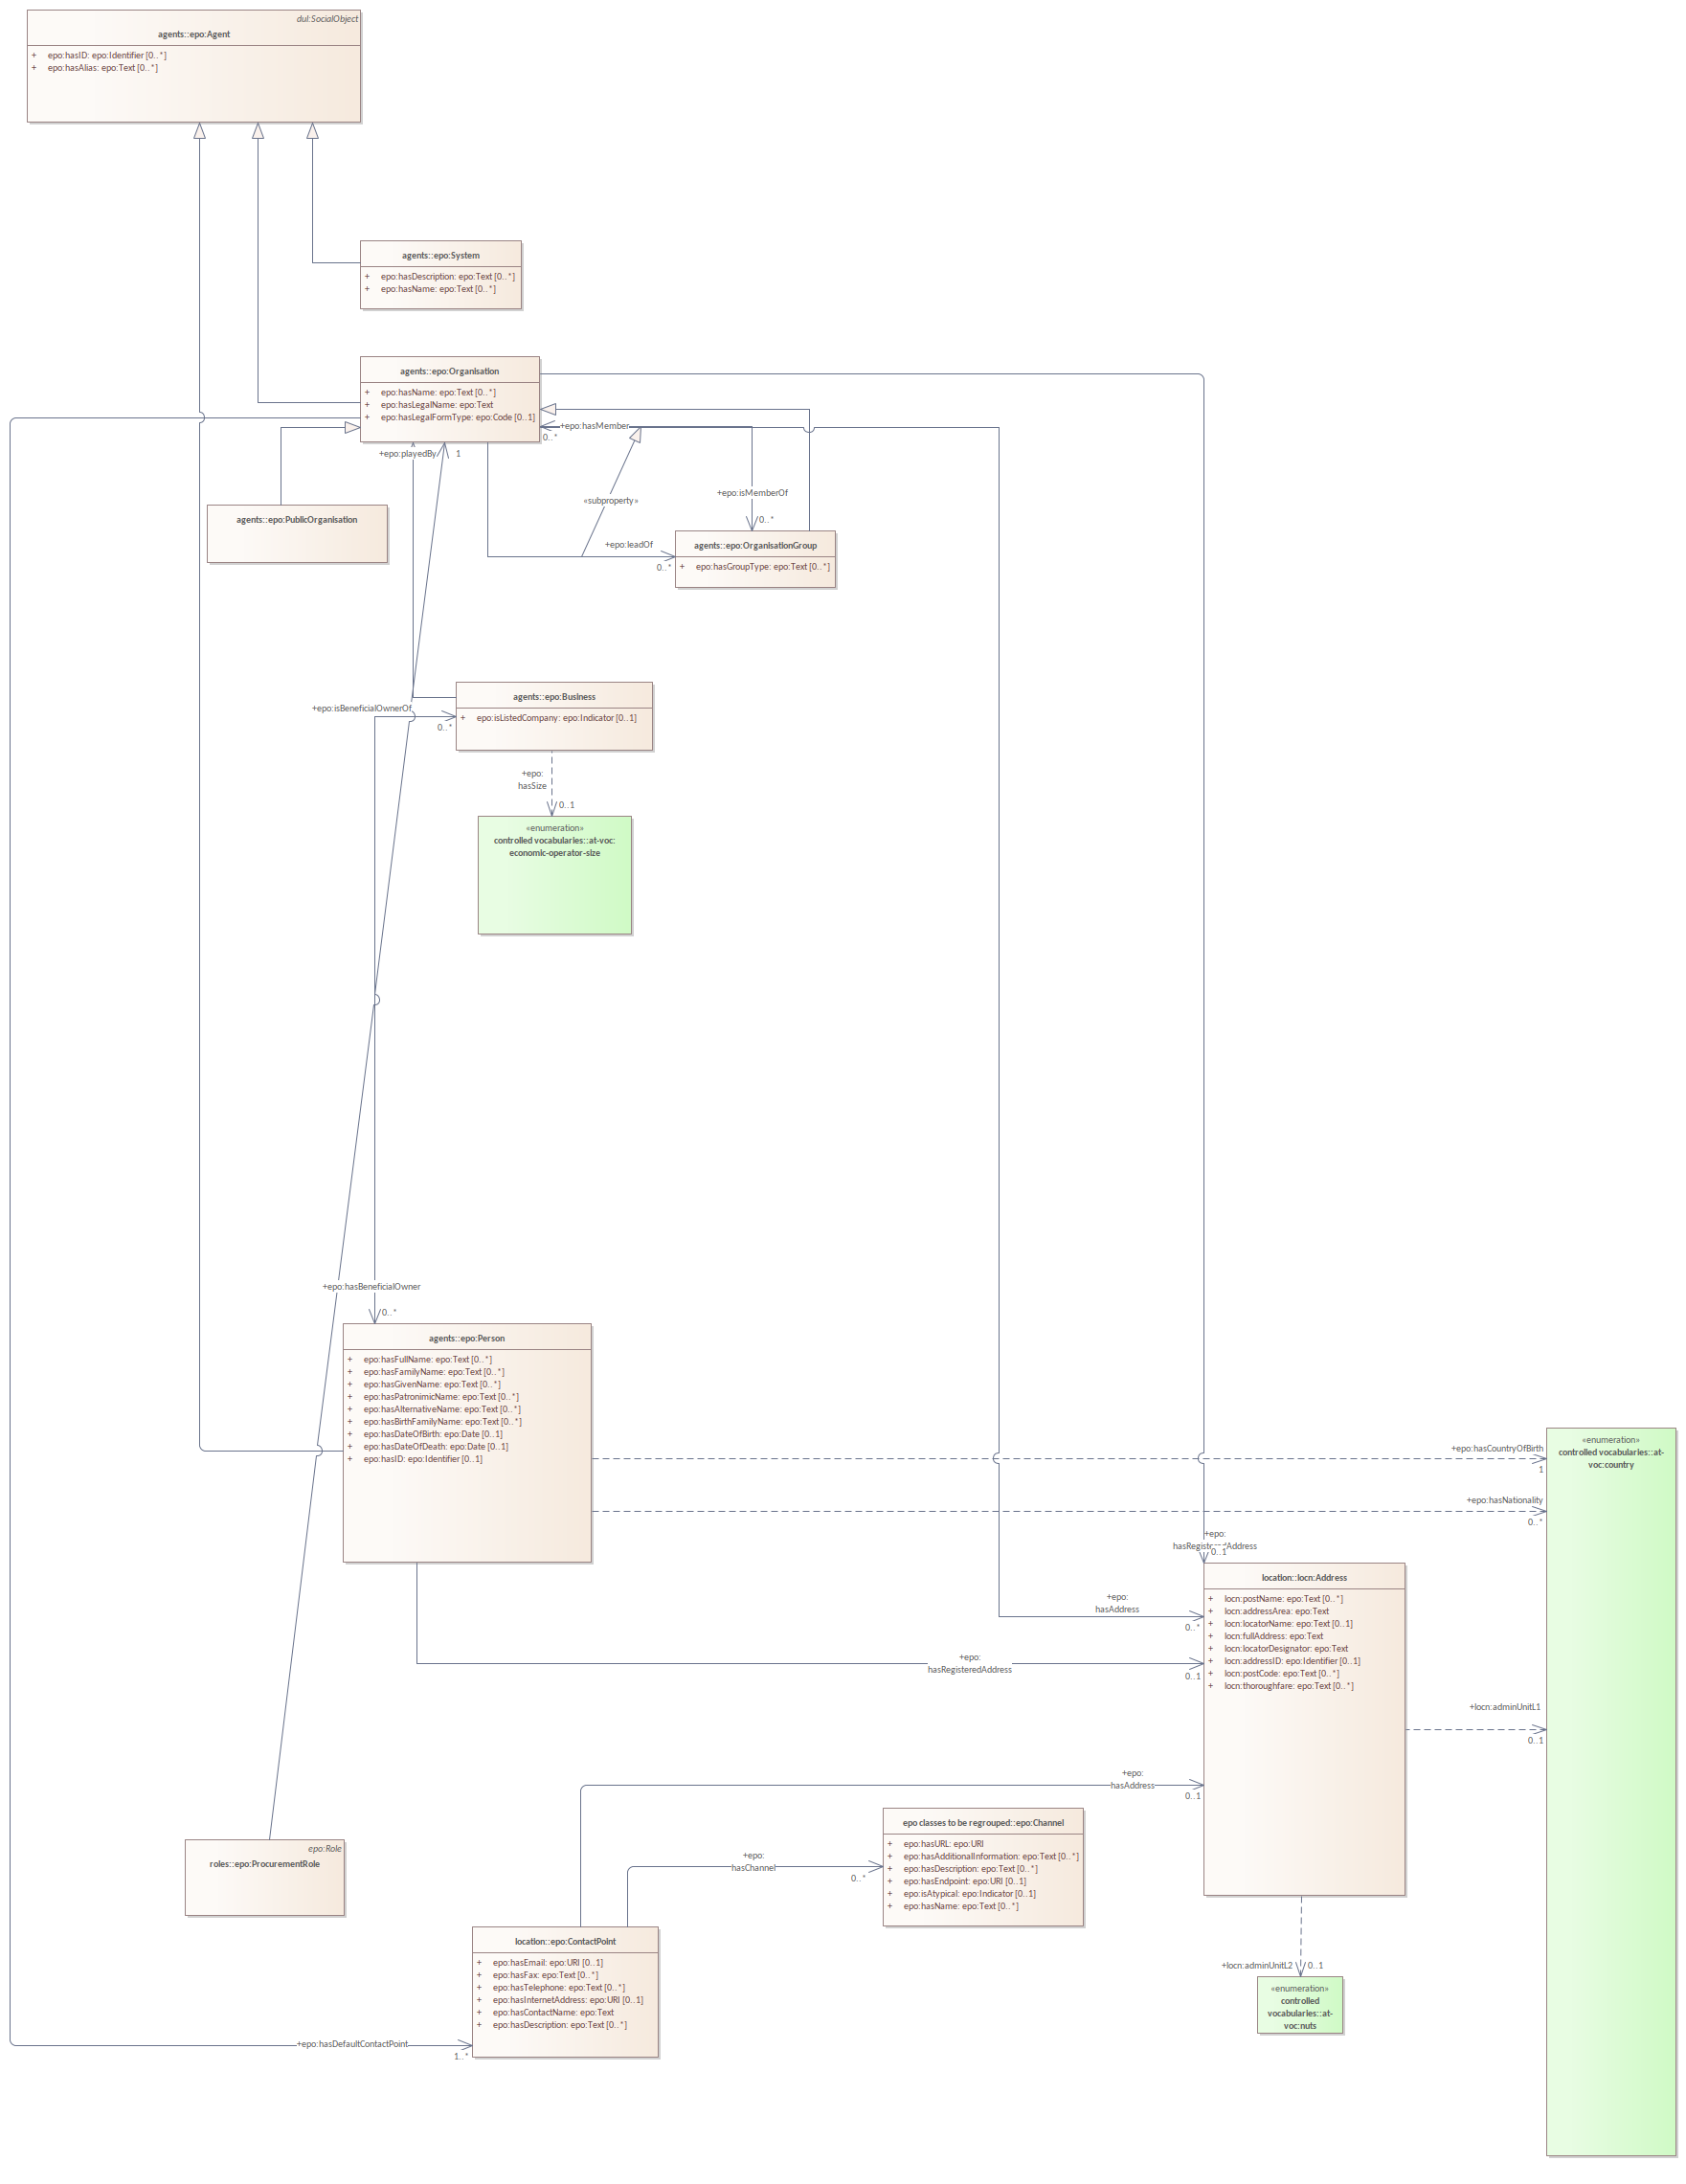 dul:SocialObject
agents::epo:Agent
+ epo:hasID: epo:Identifier [0..*]
+ epo:hasAlias: epo:Text [0..*]
agents::epo:System
+ epo:hasDescription: epo:Text [0..*]
+ epo:hasName: epo:Text [0..*]
agents::epo:Organisation
+ epo:hasName: epo:Text [0..*]
+ epo:hasLegalName: epo:Text
+ epo:hasLegalFormType: epo:Code [0..1]
+epo:hasMember
0..*
+epo:playedBy
1
«subproperty»
+epo:isMemberOf
0..*
agents::epo:PublicOrganisation
+epo:leadOf
0..*
agents::epo:OrganisationGroup
+ epo:hasGroupType: epo:Text [0..*]
+epo:isBeneficialOwnerOf
0..*
agents::epo:Business
+ epo:isListedCompany: epo:Indicator [0..1]
+epo:
hasSize
0..1
«enumeration»
controlled vocabularies::at-voc:
economic-operator-size
+epo:hasBeneficialOwner
0..*
agents::epo:Person
+ epo:hasFullName: epo:Text [0..*]
+ epo:hasFamilyName: epo:Text [0..*]
+ epo:hasGivenName: epo:Text [0..*]
+ epo:hasPatronimicName: epo:Text [0..*]
+ epo:hasAlternativeName: epo:Text [0..*]
+ epo:hasBirthFamilyName: epo:Text [0..*]
+ epo:hasDateOfBirth: epo:Date [0..1]
+ epo:hasDateOfDeath: epo:Date [0..1]
+ epo:hasID: epo:Identifier [0..1]
+epo:hasCountryOfBirth
1
+epo:hasNationality
0..*
«enumeration»
controlled vocabularies::at-
voc:country
+epo:
hasRegisteredAddress
0..1
location::locn:Address
+ locn:postName: epo:Text [0..*]
+ locn:addressArea: epo:Text
+ locn:locatorName: epo:Text [0..1]
+ locn:fullAddress: epo:Text
+ locn:locatorDesignator: epo:Text
+ locn:addressID: epo:Identifier [0..1]
+ locn:postCode: epo:Text [0..*]
+ locn:thoroughfare: epo:Text [0..*]
+epo:
hasAddress
0..*
+epo:
hasRegisteredAddress
0..1
+locn:adminUnitL1
0..1
+epo:
hasAddress
0..1
epo:Role
roles::epo:ProcurementRole
+epo:
hasChannel
0..*
epo classes to be regrouped::epo:Channel
+ epo:hasURL: epo:URI
+ epo:hasAdditionalInformation: epo:Text [0..*]
+ epo:hasDescription: epo:Text [0..*]
+ epo:hasEndpoint: epo:URI [0..1]
+ epo:isAtypical: epo:Indicator [0..1]
+ epo:hasName: epo:Text [0..*]
location::epo:ContactPoint
+ epo:hasEmail: epo:URI [0..1]
+ epo:hasFax: epo:Text [0..*]
+ epo:hasTelephone: epo:Text [0..*]
+ epo:hasInternetAddress: epo:URI [0..1]
+ epo:hasContactName: epo:Text
+ epo:hasDescription: epo:Text [0..*]
+locn:adminUnitL2
0..1
«enumeration»
controlled
vocabularies::at-
voc:nuts
+epo:hasDefaultContactPoint
1..*